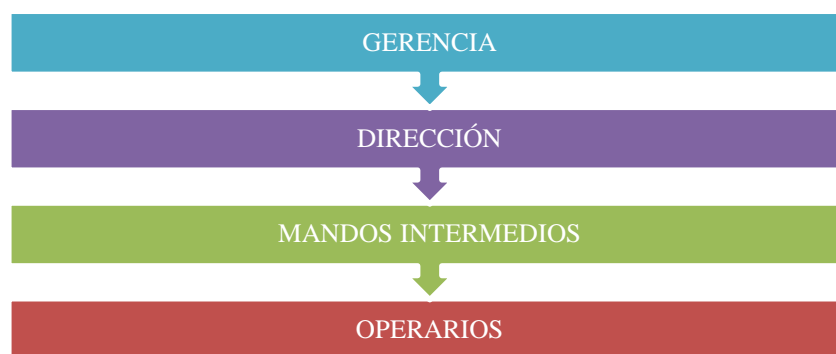 GERENCIA
DIRECCIÓN
MANDOS INTERMEDIOS
OPERARIOS